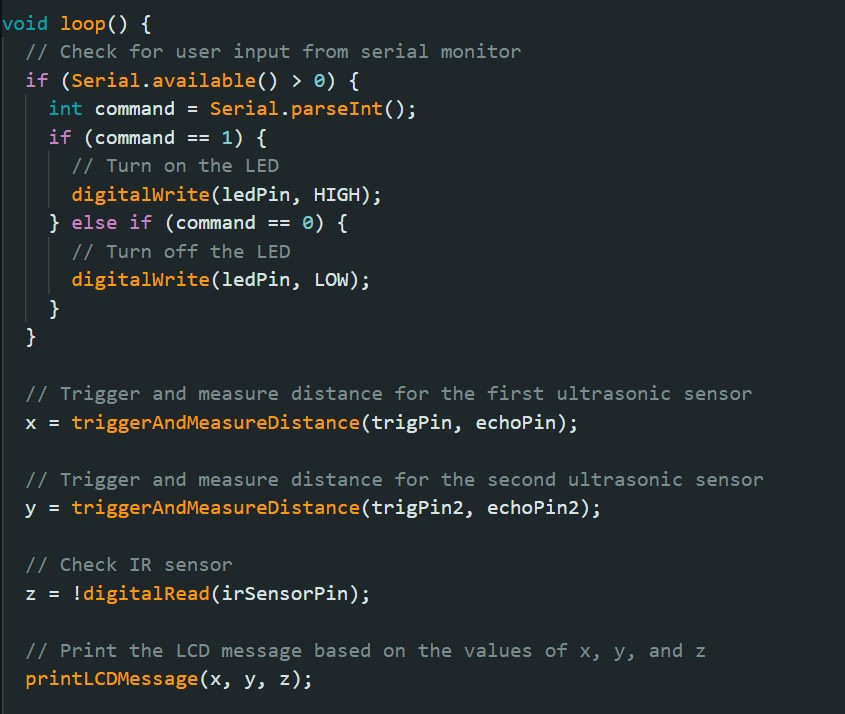 void loop() {
  // Check for user input from serial monitor
  if (Serial.available() > 0) {
    int command = Serial.parseInt();
    if (command == 1) {
      // Turn on the LED
      digitalWrite(ledPin, HIGH);
    } else if (command == 0) {
      // Turn off the LED
      digitalWrite(ledPin, LOW);
    }
  }

  // Trigger and measure distance for the first ultrasonic sensor
  x = triggerAndMeasureDistance(trigPin, echoPin);

  // Trigger and measure distance for the second ultrasonic sensor
  y = triggerAndMeasureDistance(trigPin2, echoPin2);

  // Check IR sensor
  z = !digitalRead(irSensorPin);

  // Print the LCD message based on the values of x, y, and z
  printLCDMessage(x, y, z);